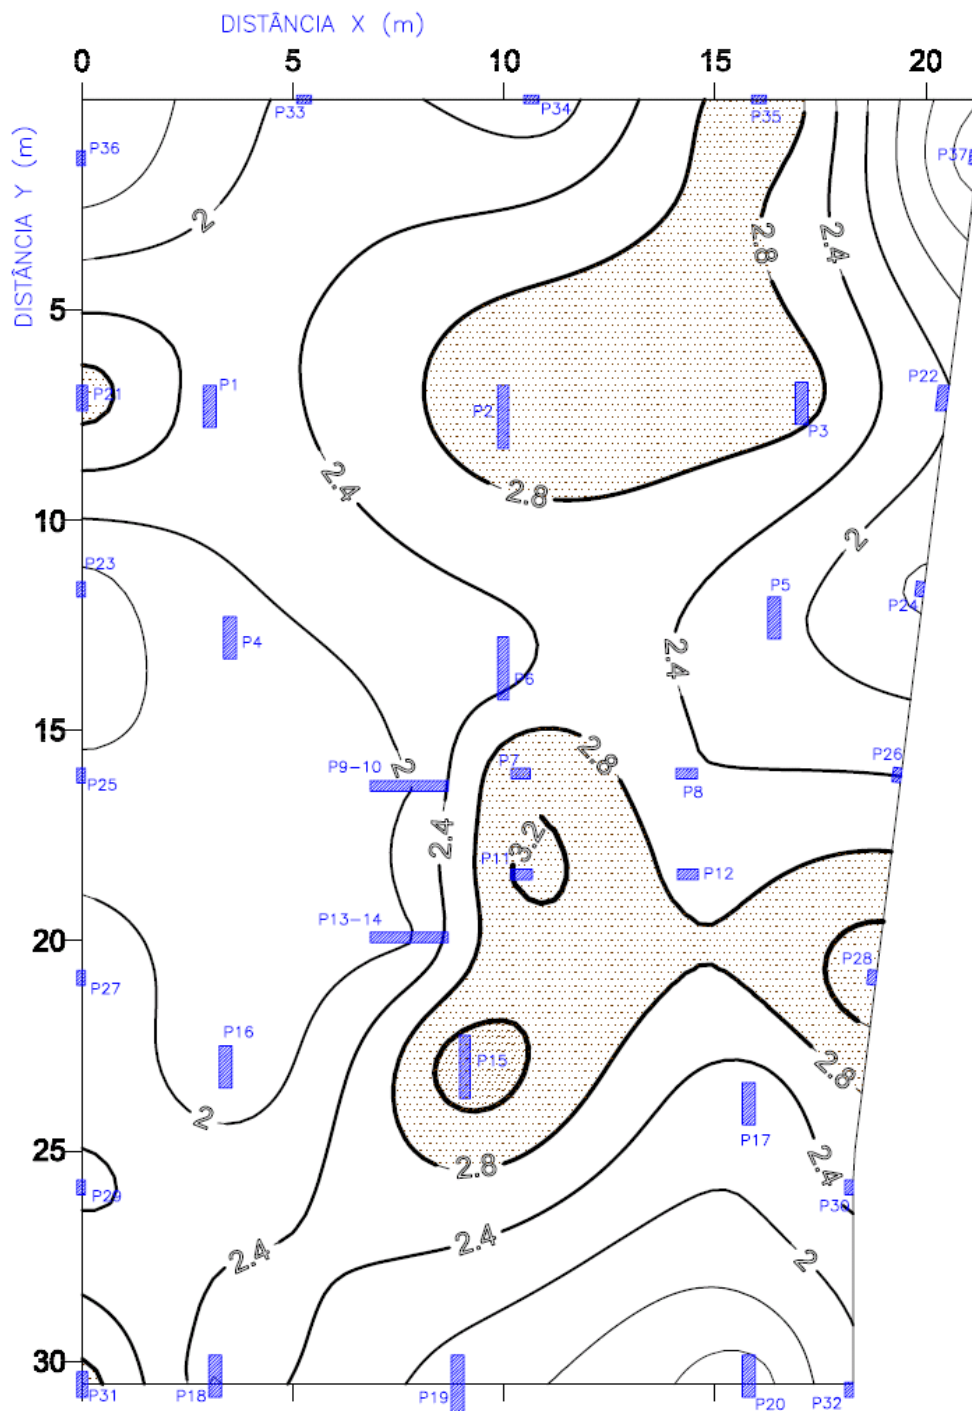 DISTÂNCIA X (m)
0 5 10 15 20
DISTÂNCIA Y (m)
P33 P34 P35
P36 P37
2
2.8 2.4
5
P21 P1 P2 P3 P22
2.4 2.8
10
2
P23 P5 P24
P4
2.4
P6
15
2.8
P9-10 2 P7 P26
P25 P8
2.4 3.2
P11 P12
P13-14
20
P27 P28
P16 P15
2.8
2
P17
25
2.8 2.4
P29 P30
2.4 2.4 2
30
P31 P18 P19 P20 P32